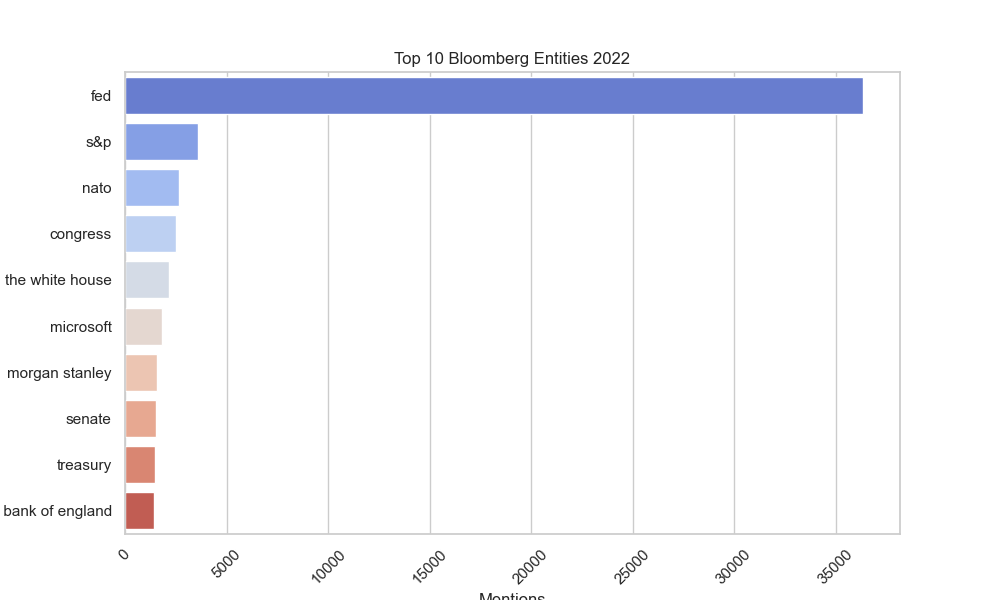 Top 10 Bloomberg Entities 2022
fed
s&p
nato
congress
the white house
microsoft
morgan stanley
senate
treasury
bank of england
0
5000
10000
15000
20000
25000
30000
35000
Mentions